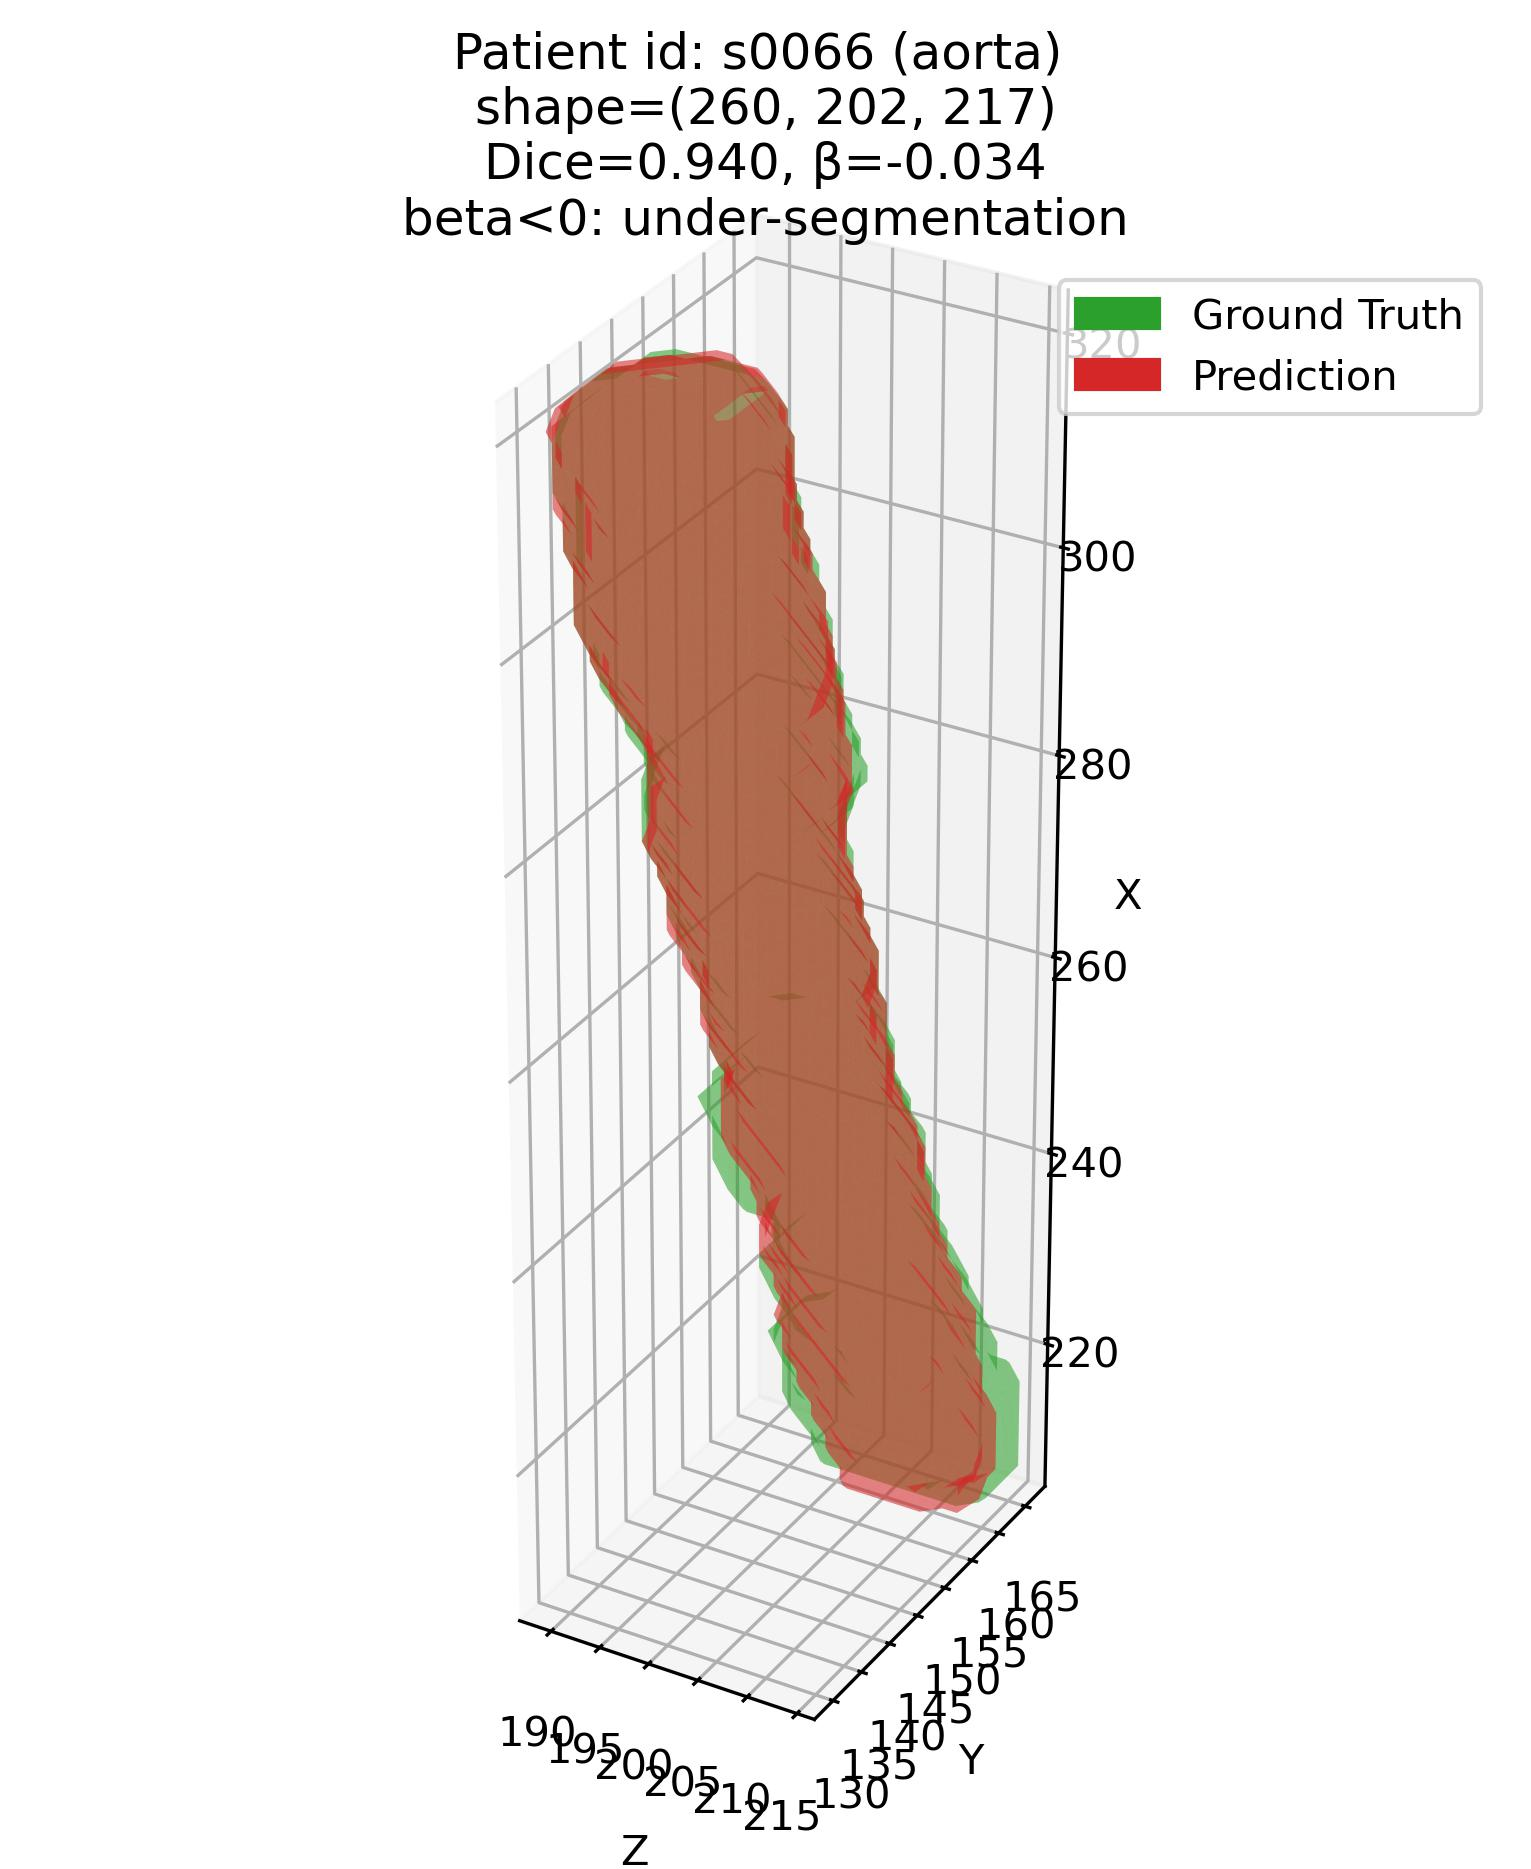 Patient id: s0066 (aorta)
shape=(260, 202, 217)
Dice=0.940, β=-0.034
beta<0: under-segmentation
Ground Truth
Prediction
320
300
280
X
260
240
220
165
160
155
150
145
140
135
130
Y
190
195
200
205
210
215
Z